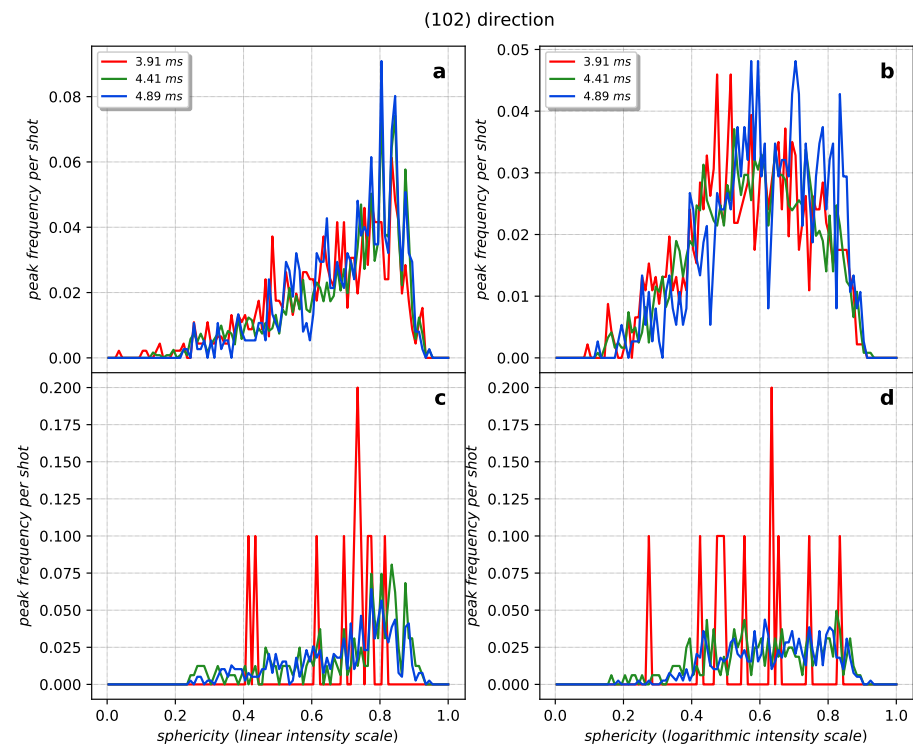 (102) direction
a
3.91 ms
4.41 ms
4.89 ms
peak frequency per shot
0.08
0.06
0.04
0.02
0.00
b
3.91 ms
4.41 ms
4.89 ms
peak frequency per shot
0.05
0.04
0.03
0.02
0.01
0.00
c
peak frequency per shot
0.200
0.175
0.150
0.125
0.100
0.075
0.050
0.025
0.000
0.0 0.2 0.4 0.6 0.8 1.0
sphericity (linear intensity scale)
d
peak frequency per shot
0.200
0.175
0.150
0.125
0.100
0.075
0.050
0.025
0.000
0.0 0.2 0.4 0.6 0.8 1.0
sphericity (logarithmic intensity scale)